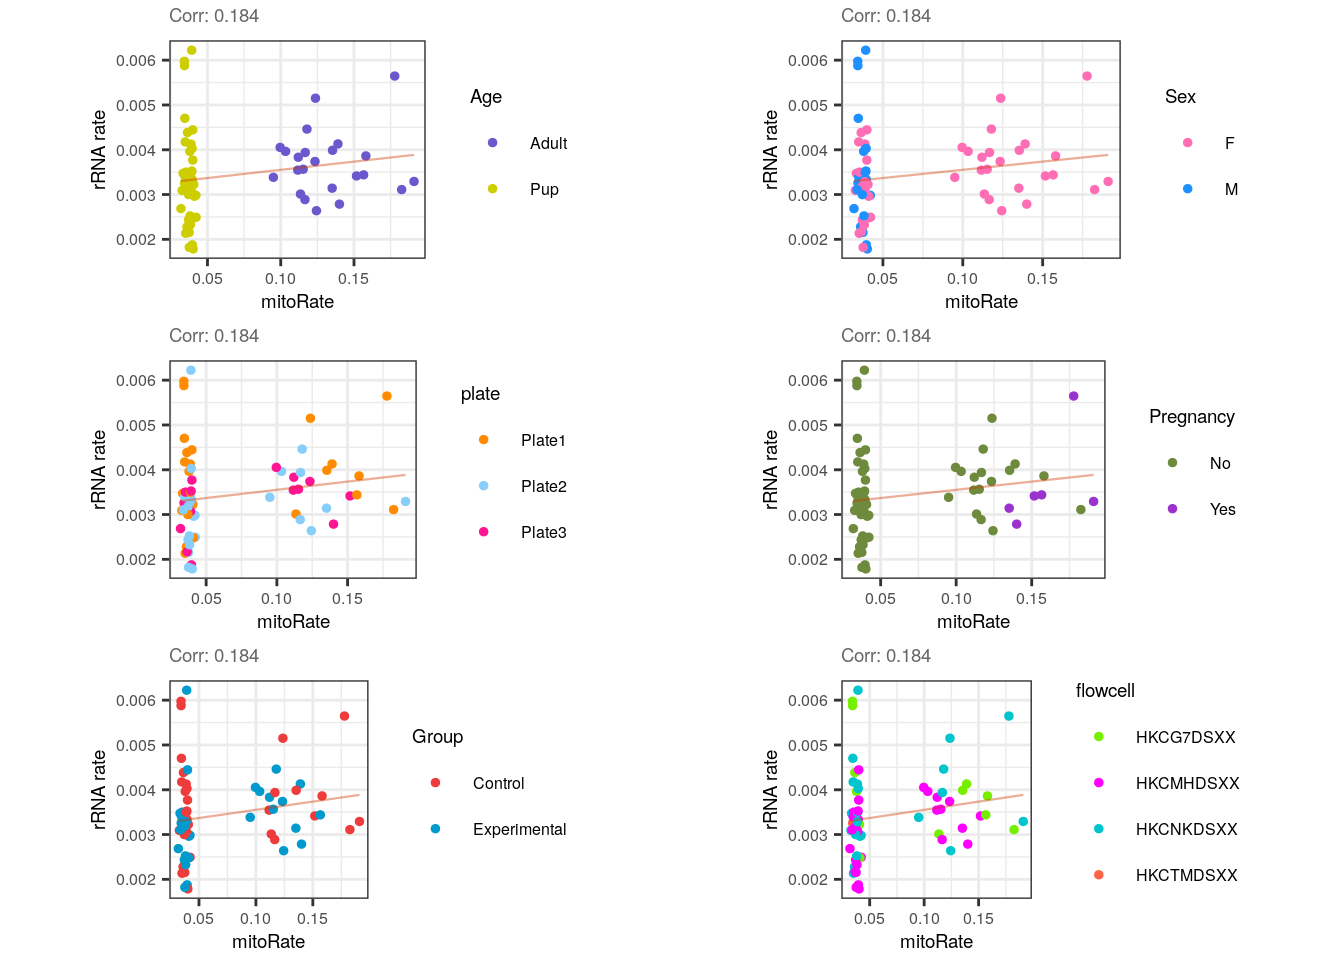 Corr: 0.184
rRNA rate
0.006
0.005
0.004
0.003
0.002
0.05 0.10 0.15
mitoRate
Age
Adult
Pup
Corr: 0.184
rRNA rate
0.006
0.005
0.004
0.003
0.002
0.05 0.10 0.15
mitoRate
Sex
F
M
Corr: 0.184
rRNA rate
0.006
0.005
0.004
0.003
0.002
0.05 0.10 0.15
mitoRate
plate
Plate1
Plate2
Plate3
Corr: 0.184
rRNA rate
0.006
0.005
0.004
0.003
0.002
0.05 0.10 0.15
mitoRate
Pregnancy
No
Yes
Corr: 0.184
rRNA rate
0.006
0.005
0.004
0.003
0.002
0.05 0.10 0.15
mitoRate
Group
Control
Experimental
Corr: 0.184
rRNA rate
0.006
0.005
0.004
0.003
0.002
0.05 0.10 0.15
mitoRate
flowcell
HKCG7DSXX
HKCMHDSXX
HKCNKDSXX
HKCTMDSXX